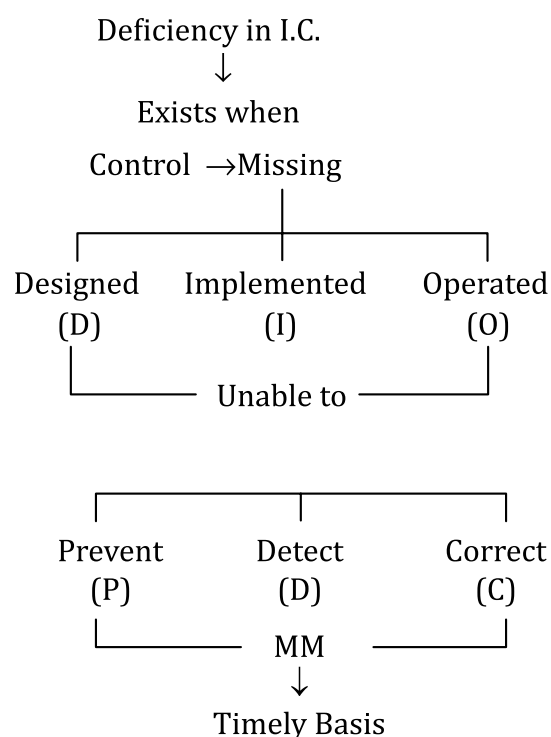 Deficiency in I.C.
↓
Exists when
Control →Missing
Designed Implemented Operated
(D) (I) (O)
Unable to
Prevent Detect Correct
(P) (D) (C)
MM
↓
Timely Basis